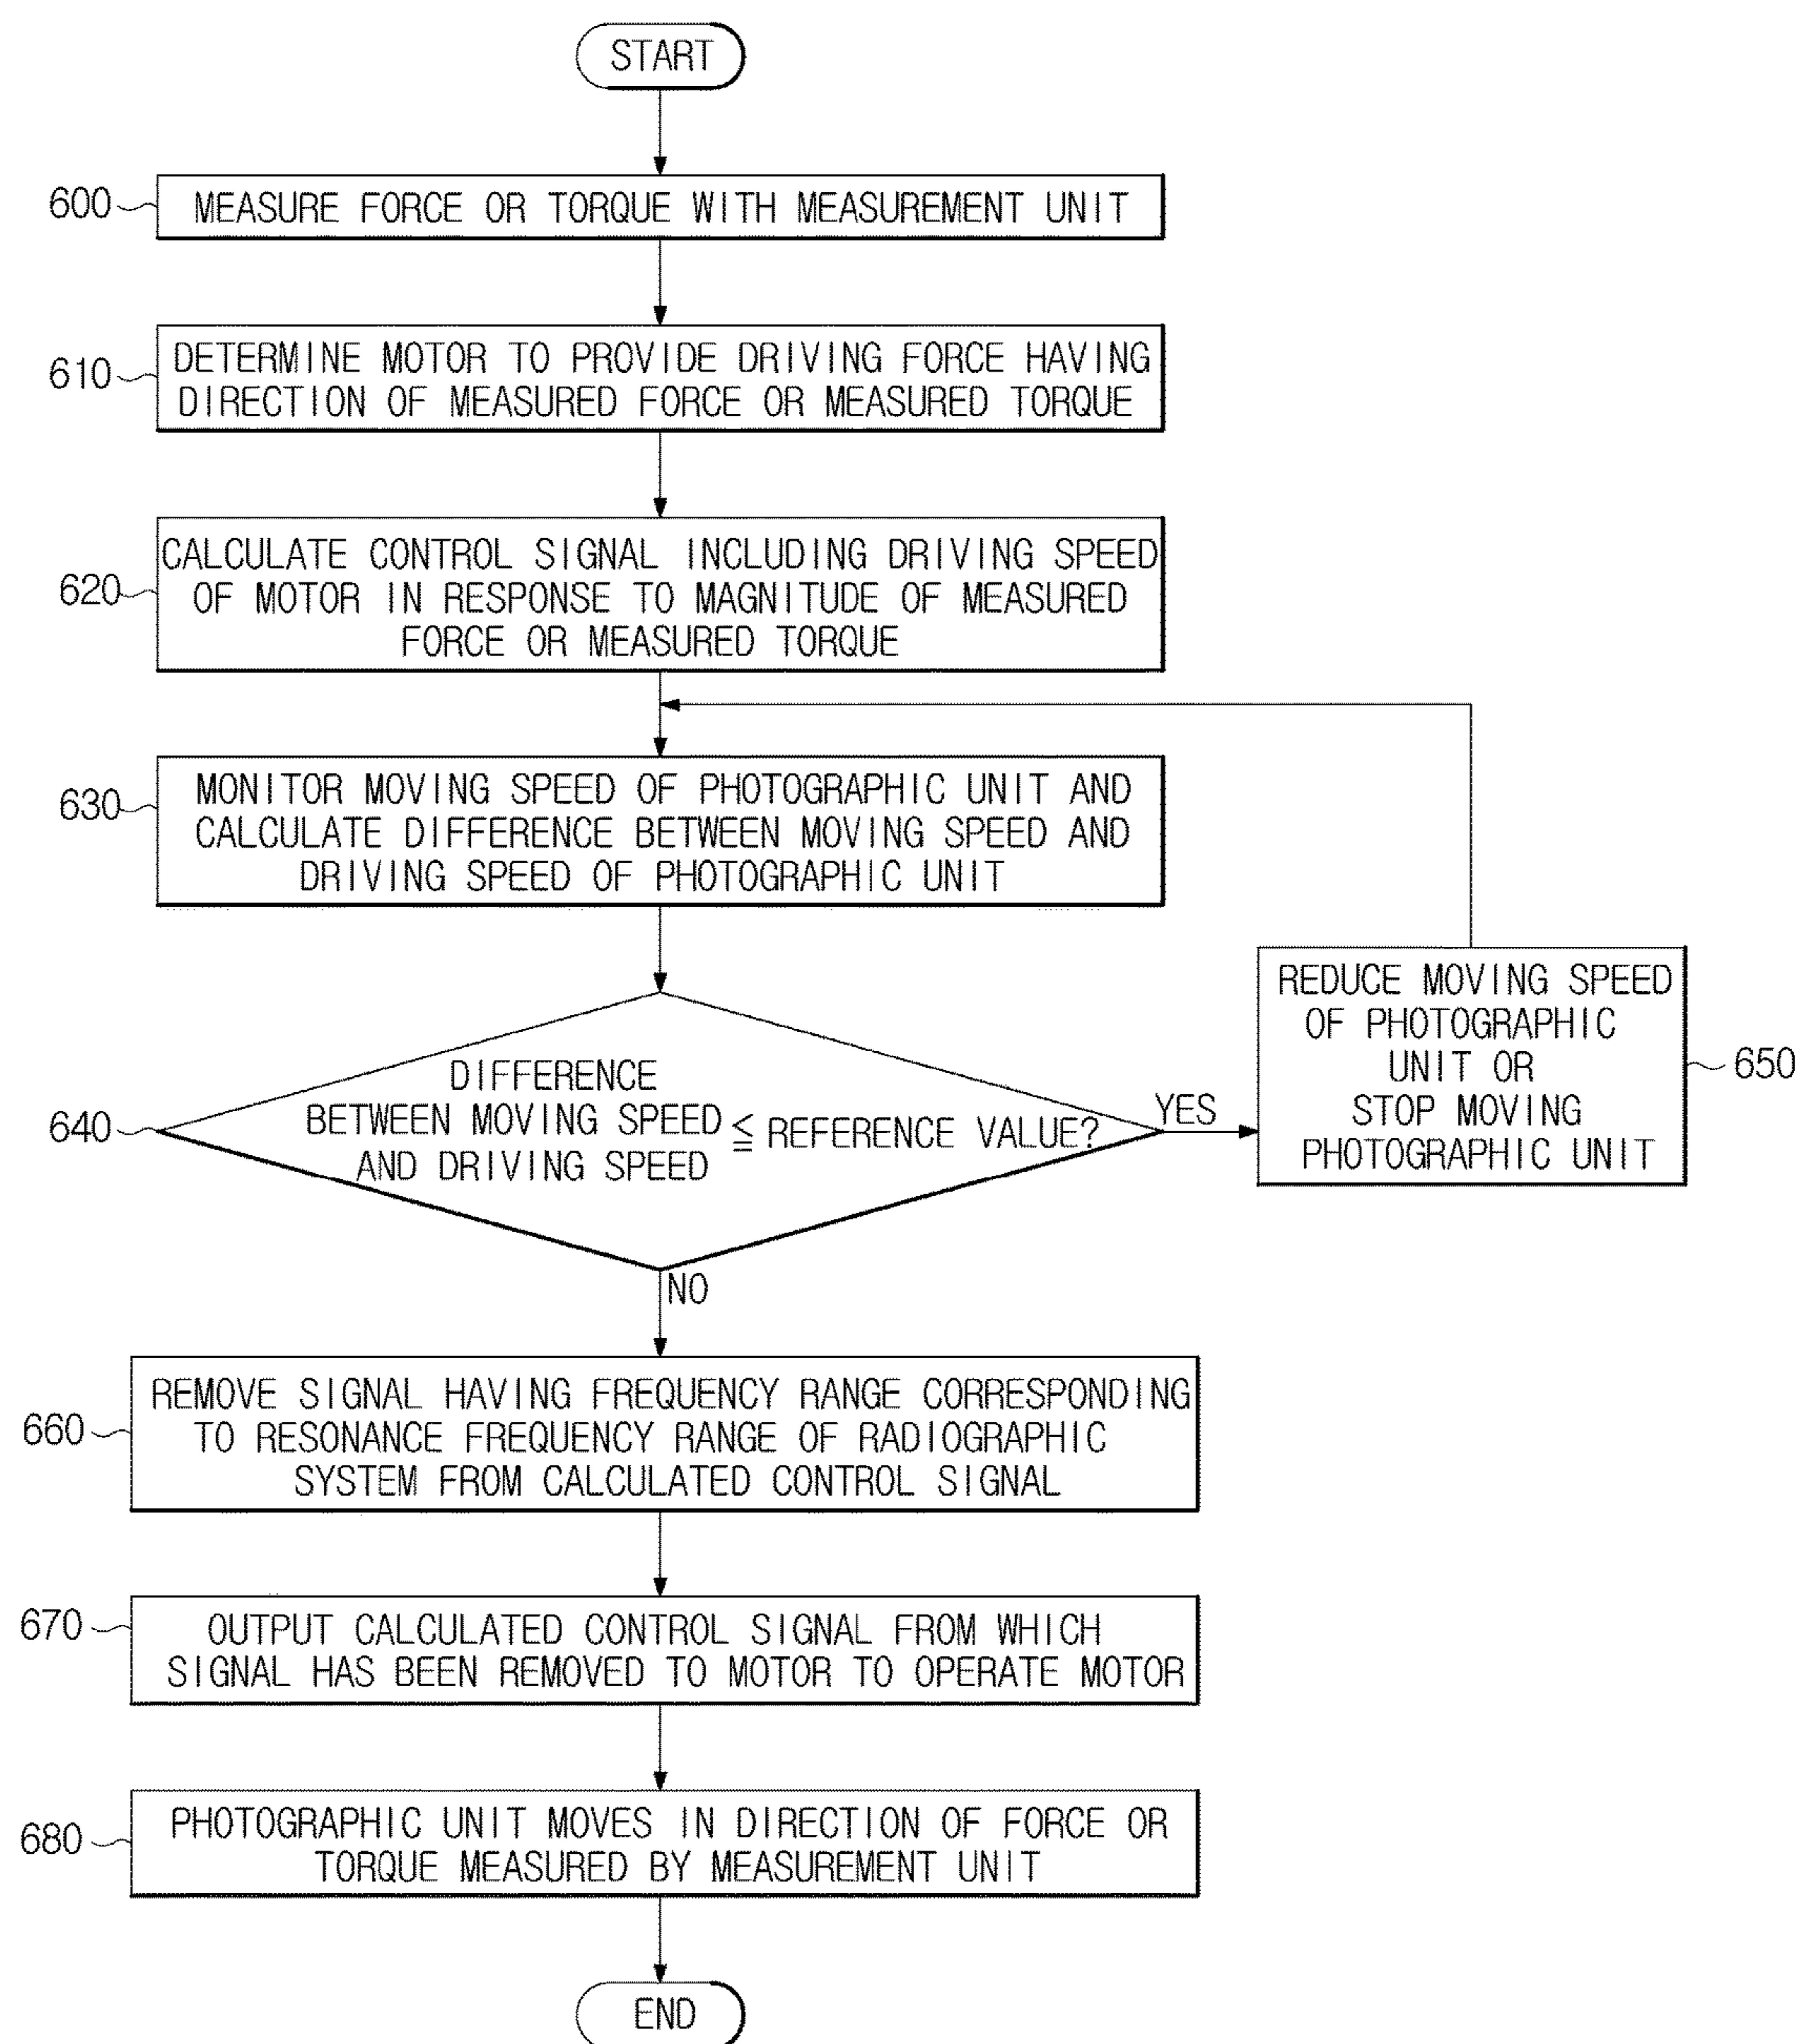 START
600
MEASURE FORCE OR TORQUE WITH MEASUREMENT UNIT
610
DETERMINE MOTOR TO PROVIDE DRIVING FORCE HAVING
DIRECTION OF MEASURED FORCE OR MEASURED TORQUE
620
CALCULATE CONTROL SIGNAL INCLUDING DRIVING SPEED
OF MOTOR IN RESPONSE TO MAGNITUDE OF MEASURED
FORCE OR MEASURED TORQUE
630
MONITOR MOVING SPEED OF PHOTOGRAPHIC UNIT AND
CALCULATE DIFFERENCE BETWEEN MOVING SPEED AND
DRIVING SPEED OF PHOTOGRAPHIC UNIT
640
DIFFERENCE
BETWEEN MOVING SPEED ≦ REFERENCE VALUE?
AND DRIVING SPEED
YES
REDUCE MOVING SPEED
OF PHOTOGRAPHIC
UNIT OR
STOP MOVING
PHOTOGRAPHIC UNIT
650
NO
660
REMOVE SIGNAL HAVING FREQUENCY RANGE CORRESPONDING
TO RESONANCE FREQUENCY RANGE OF RADIOGRAPHIC
SYSTEM FROM CALCULATED CONTROL SIGNAL
670
OUTPUT CALCULATED CONTROL SIGNAL FROM WHICH
SIGNAL HAS BEEN REMOVED TO MOTOR TO OPERATE MOTOR
680
PHOTOGRAPHIC UNIT MOVES IN DIRECTION OF FORCE OR
TORQUE MEASURED BY MEASUREMENT UNIT
END